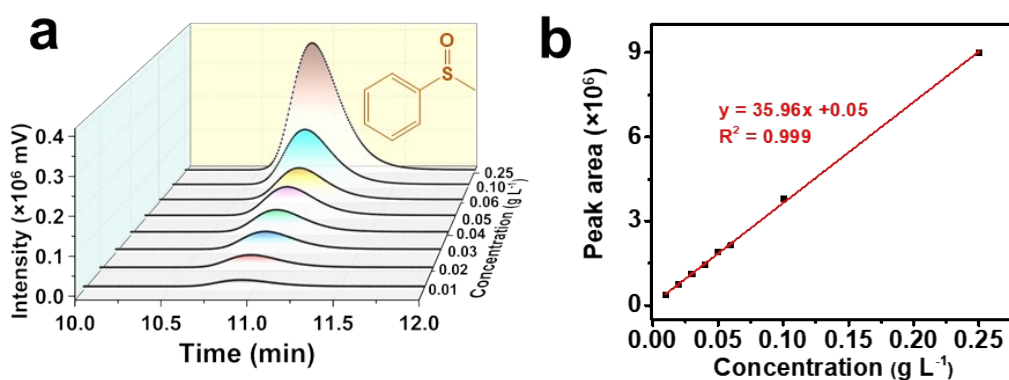 a
Intensity (×10⁶ mV)
0.4
0.3
0.2
0.1
0.0
10.0
10.5
11.0
11.5
12.0
Time (min)
0.25
0.10
0.06
0.05
0.04
0.03
0.02
0.01
Concentration (g L⁻¹)
O
S
b
Peak area (×10⁶)
9
6
3
0
y = 35.96x +0.05
R² = 0.999
0.00
0.05
0.10
0.15
0.20
0.25
Concentration (g L⁻¹)